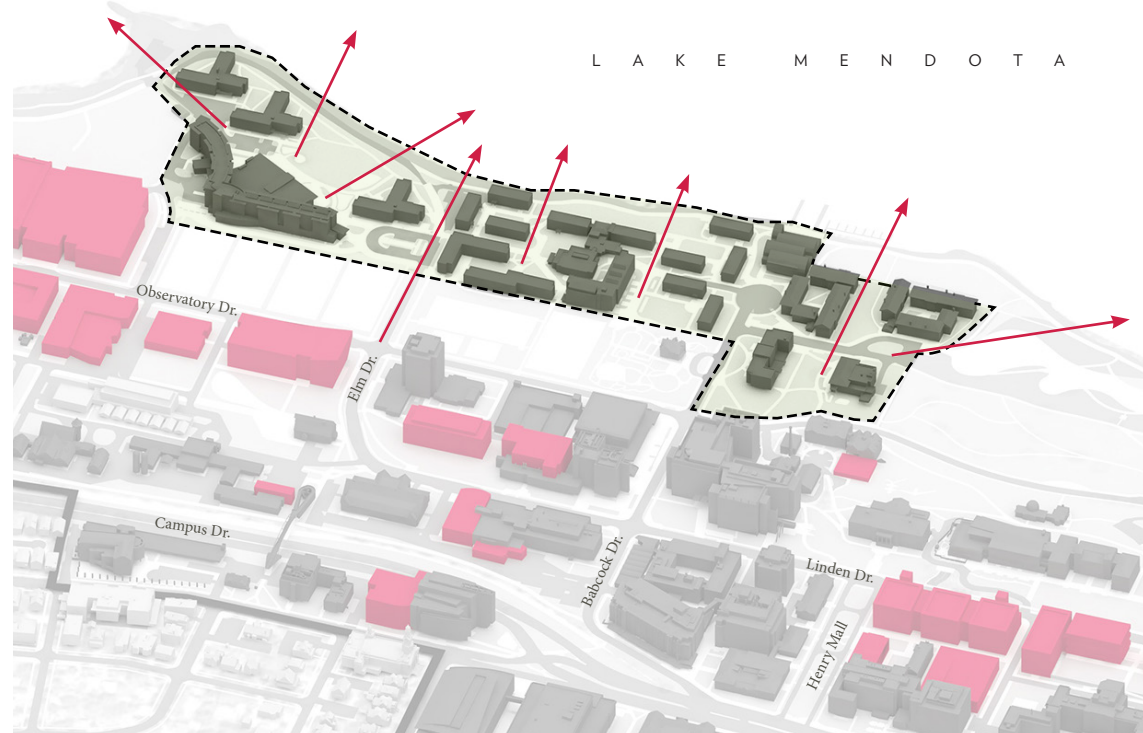 LAKE MENDOTA
Observatory Dr.
Elm Dr.
Campus Dr.
Babcock Dr.
Linden Dr.
Henry Mall